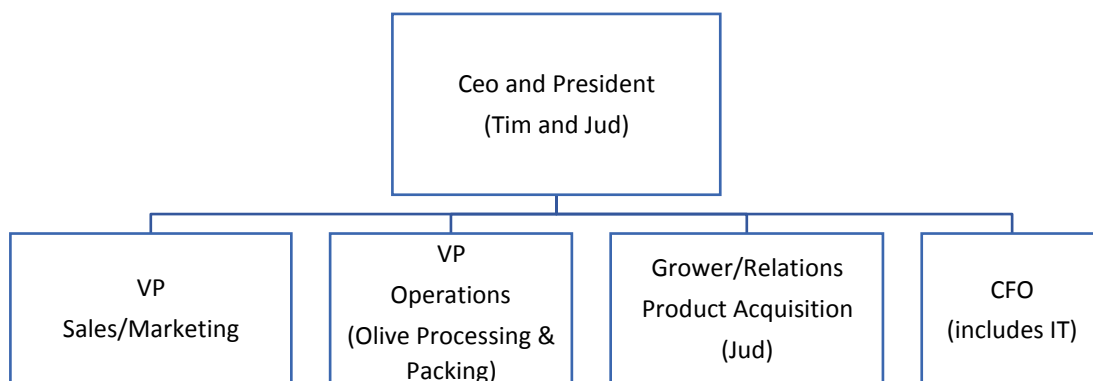 Ceo and President
(Tim and Jud)
VP
Sales/Marketing
VP
Operations
(Olive Processing &
Packing)
Grower/Relations
Product Acquisition
(Jud)
CFO
(includes IT)